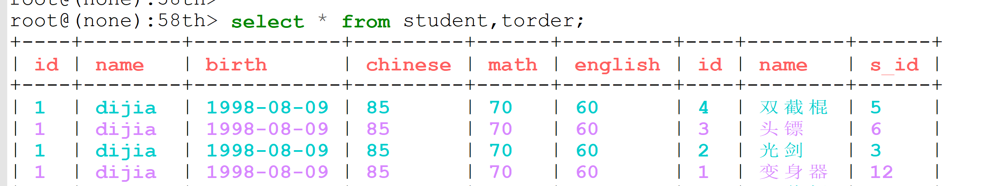 root@(none):58th>
root@(none):58th> select * from student,torder;
+----+--------+------------+---------+------+---------+----+--------+------+
| id | name   | birth      | chinese | math | english | id | name   | s_id |
+----+--------+------------+---------+------+---------+----+--------+------+
| 1  | dijia  | 1998-08-09 | 85      | 70   | 60      | 4  | 双截棍 | 5    |
| 1  | dijia  | 1998-08-09 | 85      | 70   | 60      | 3  | 头镖   | 6    |
| 1  | dijia  | 1998-08-09 | 85      | 70   | 60      | 2  | 光剑   | 3    |
| 1  | dijia  | 1998-08-09 | 85      | 70   | 60      | 1  | 变身器 | 12   |